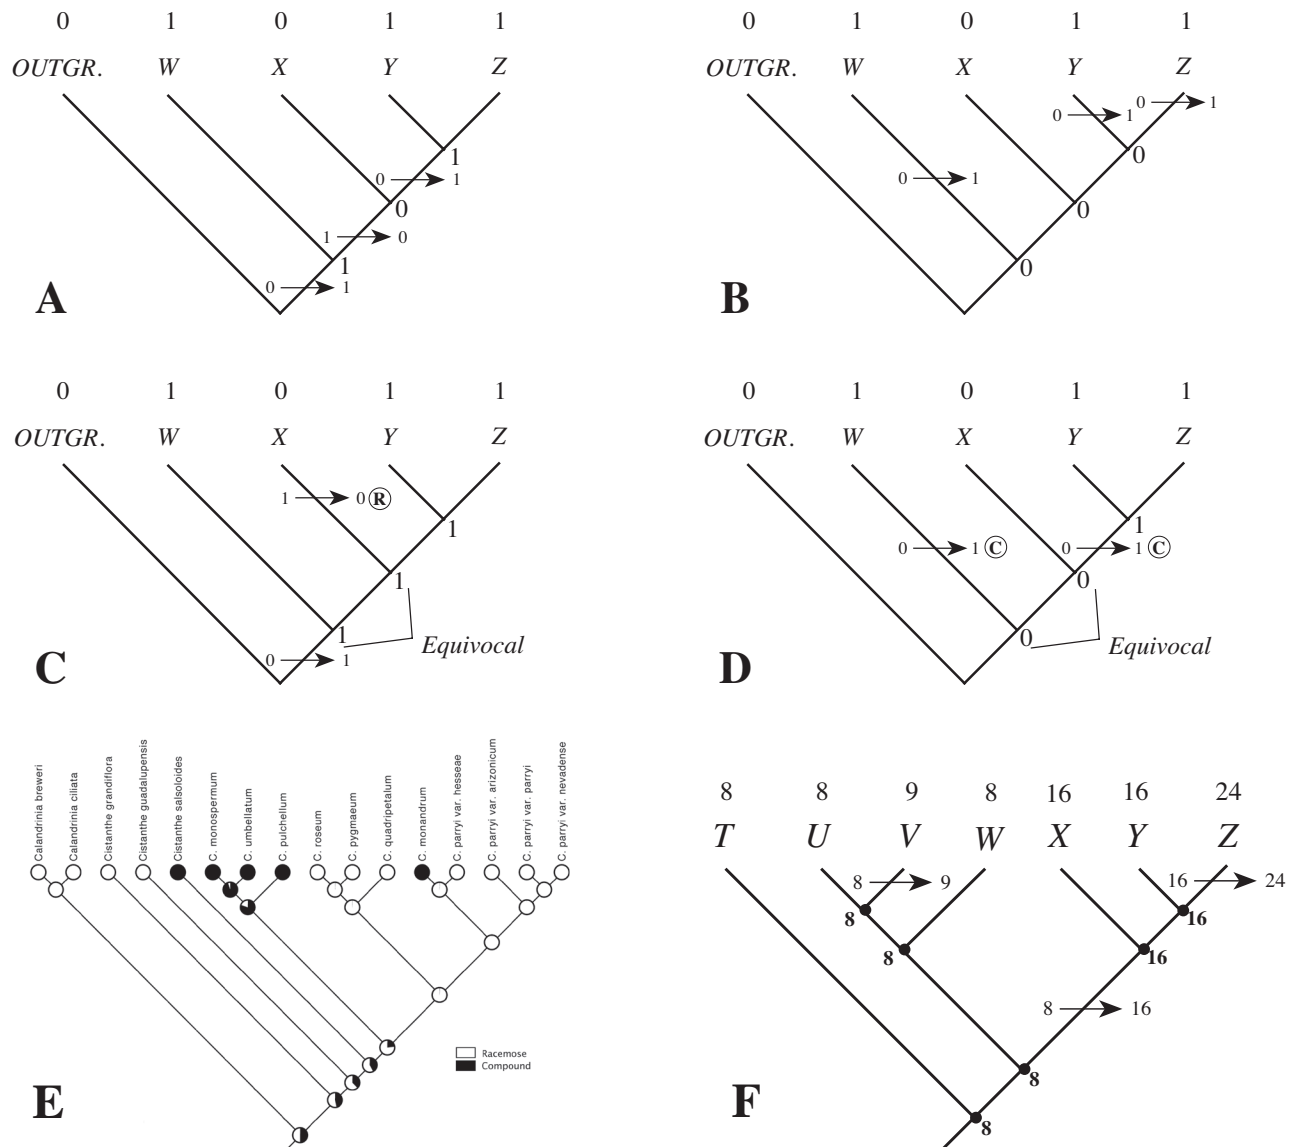 0 1 0 1 1
OUTGR. W X Y Z
1
0 1
0
1 0
1
0 1
A
0 1 0 1 1
OUTGR. W X Y Z
0 1
0 1
0
0 1
0
0
B
0 1 0 1 1
OUTGR. W X Y Z
1 0 R
1
1
1
Equivocal
0 1
C
0 1 0 1 1
OUTGR. W X Y Z
1
0 1 C
0 1 C
0
0
Equivocal
D
Calandrinia breweri
Calandrinia ciliata
Cistanthe grandiflora
Cistanthe guadalupensis
Cistanthe salsoloides
C. monospermum
C. umbellatum
C. pulchellum
C. roseum
C. pygmaeum
C. quadripetalum
C. monandrum
C. parryi var. hesseae
C. parryi var. arizonicum
C. parryi var. parryi
C. parryi var. nevadense
Racemose
Compound
E
8 8 9 8 16 16 24
T U V W X Y Z
8 9
16 24
8
16
8
16
8 16
8
8
F